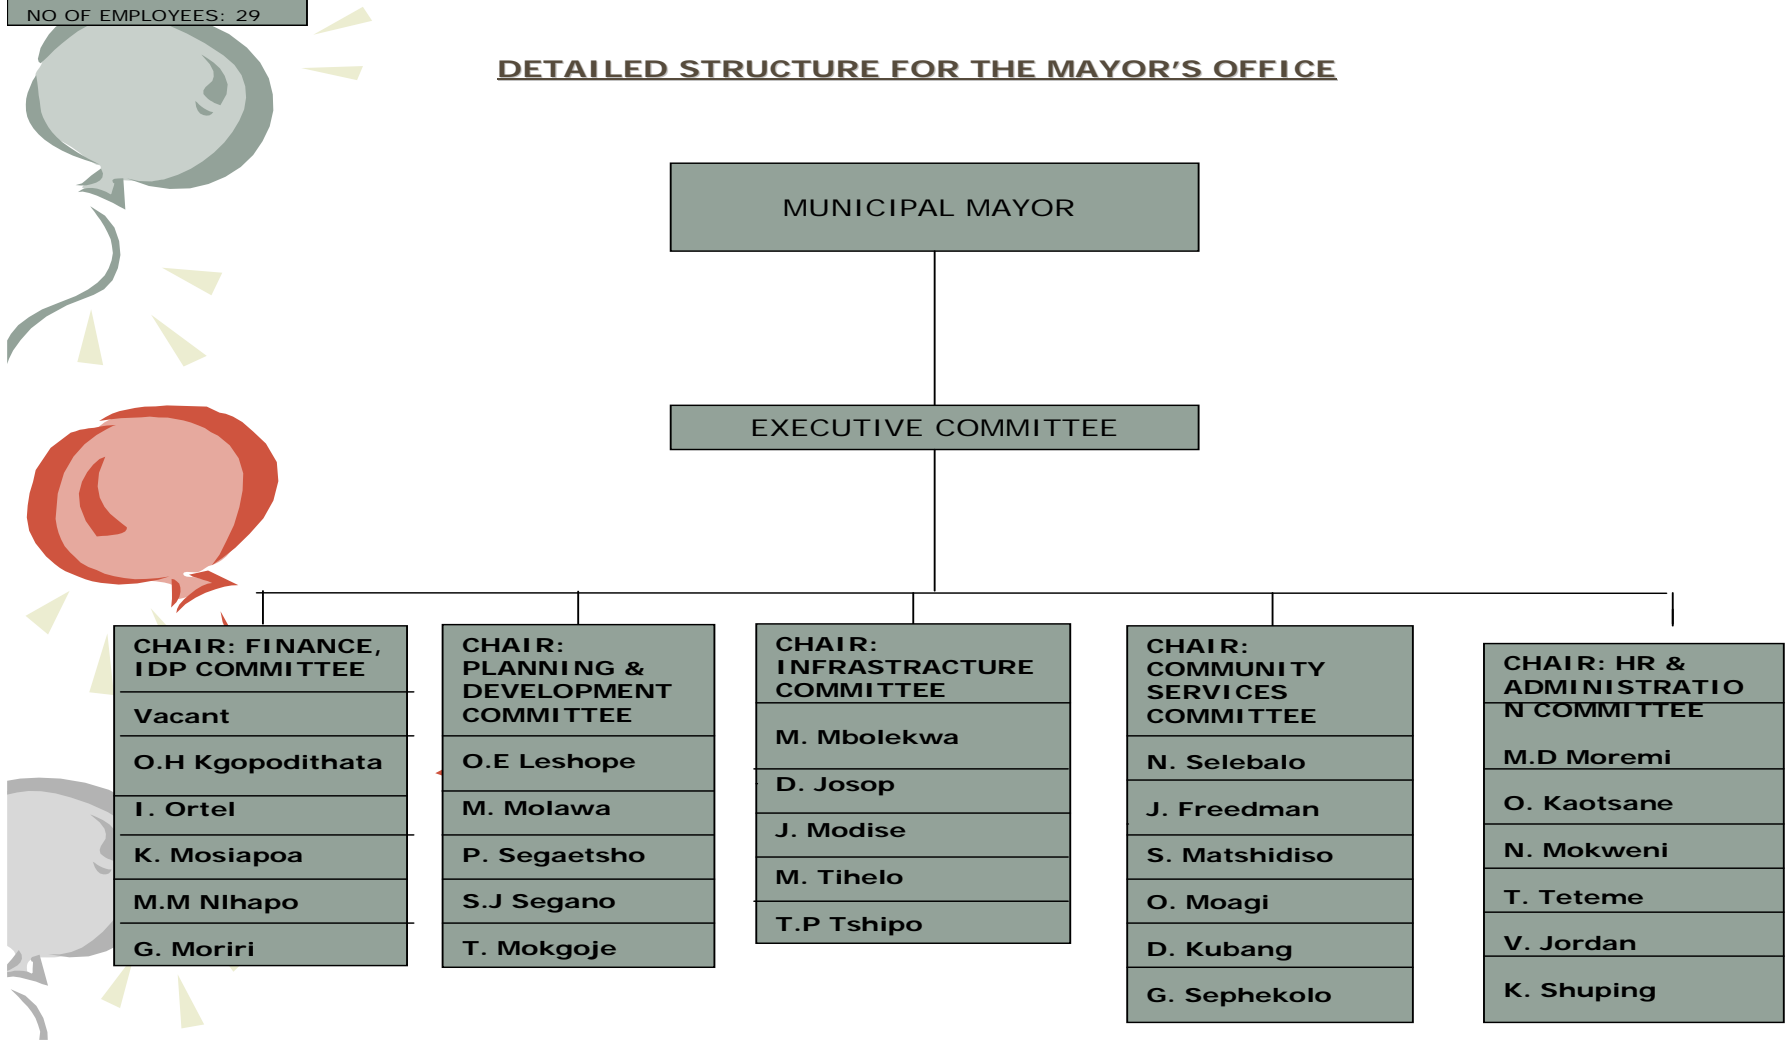 NO OF EMPLOYEES: 29
DETAILED STRUCTURE FOR THE MAYOR'S OFFICE
MUNICIPAL MAYOR
EXECUTIVE COMMITTEE
CHAIR: FINANCE,
IDP COMMITTEE
Vacant
O.H Kgopodithata
I. Ortel
K. Mosiapoa
M.M Nlhapo
G. Moriri
CHAIR:
PLANNING &
DEVELOPMENT
COMMITTEE
O.E Leshope
M. Molawa
P. Segaetsho
S.J Segano
T. Mokgoje
CHAIR:
INFRASTRACTURE
COMMITTEE
M. Mbolekwa
D. Josop
J. Modise
M. Tihelo
T.P Tshipo
CHAIR:
COMMUNITY
SERVICES
COMMITTEE
N. Selebalo
J. Freedman
S. Matshidiso
O. Moagi
D. Kubang
G. Sephekolo
CHAIR: HR &
ADMINISTRATIO
N COMMITTEE
M.D Moremi
O. Kaotsane
N. Mokweni
T. Teteme
V. Jordan
K. Shuping